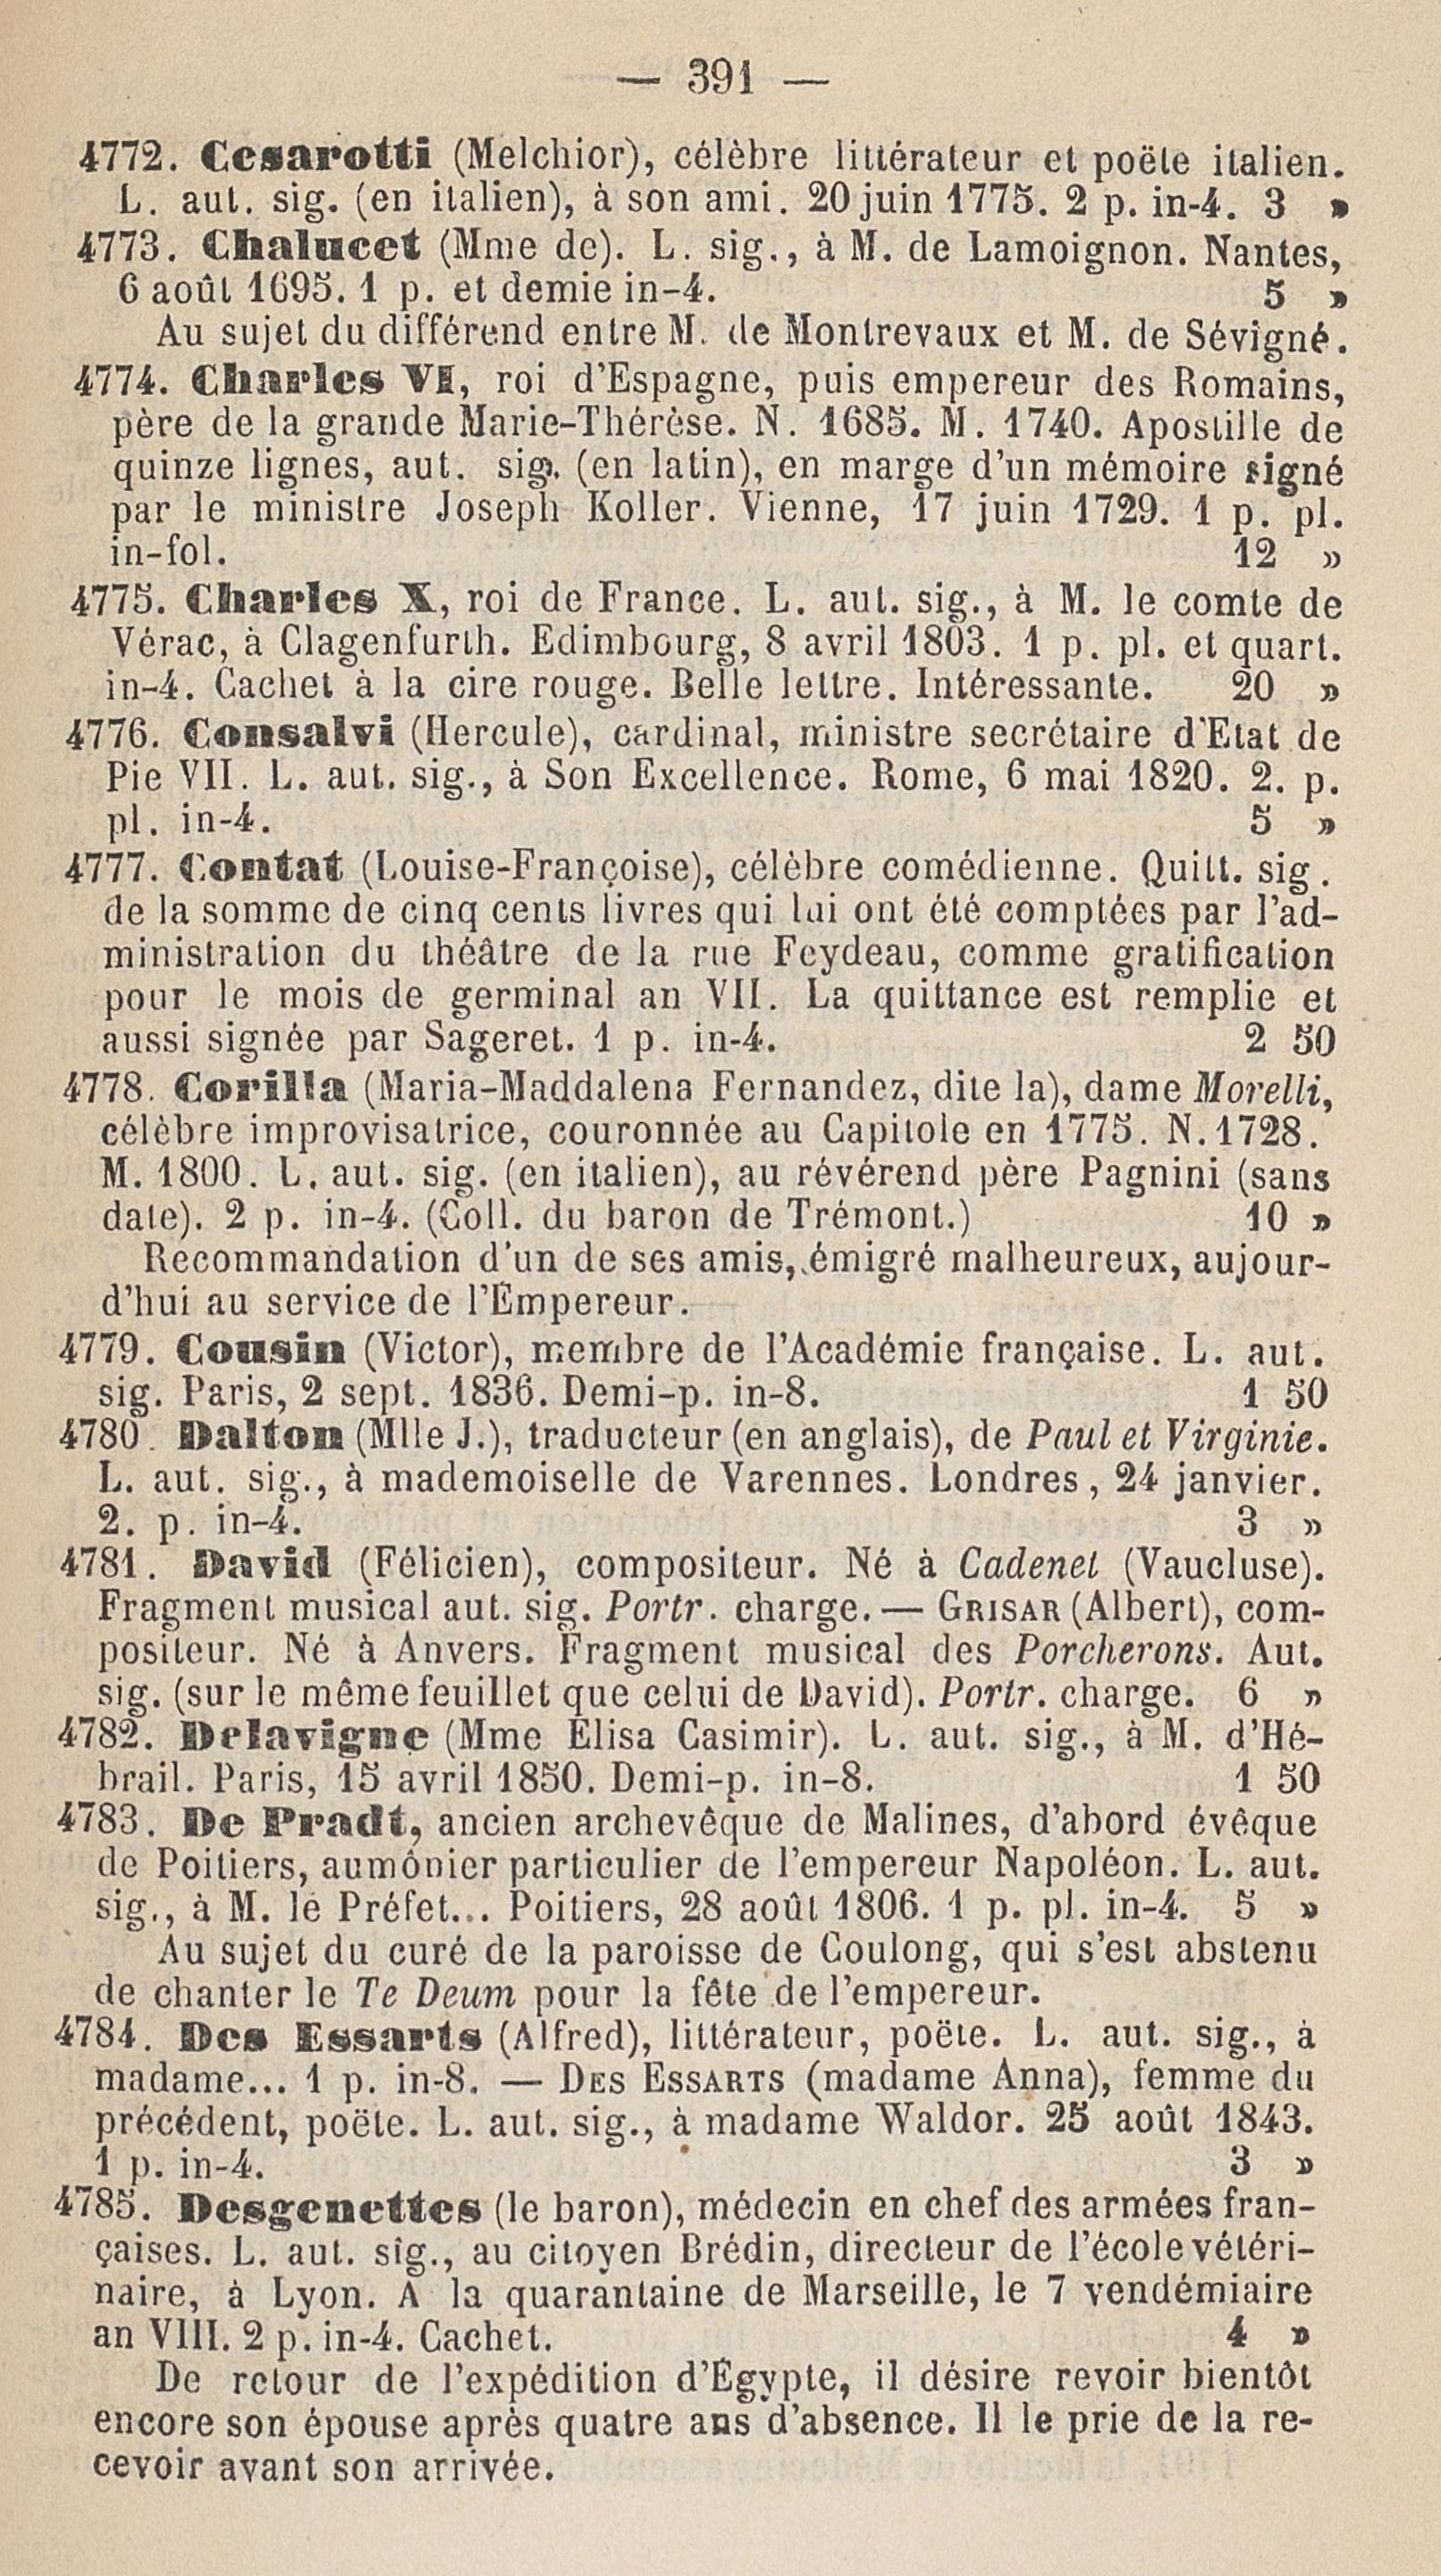 — 391 —
4772. Cesarotti (Melchior), célèbre littérateur et poëte italien.
L. aut. sig. (en italien), à son ami. 20 juin 1775. 2 p. in-4. 3 »
4773. Chalucet (Mme de). L. sig., à M. de Lamoignon. Nantes,
6 août 1695. 1 p. et demie in-4. 5 »
Au sujet du différend entre M. de Montrevaux et M. de Sévigné.
4774. Charles VI, roi d'Espagne, puis empereur des Romains,
père de la grande Marie-Thérèse. N. 1685. M. 1740. Apostille de
quinze lignes, aut. sig. (en latin), en marge d'un mémoire signé
par le ministre Joseph Koller. Vienne, 17 juin 1729. 1 p. pl.
in-fol. 12 »
4775. Charles X, roi de France. L. aut. sig., à M. le comte de
Vérac, à Clagenfurth. Edimbourg, 8 avril 1803. 1 p. pl. et quart.
in-4. Cachet à la cire rouge. Belle lettre. Intéressante. 20 »
4776. Consalvi (Hercule), cardinal, ministre secrétaire d'Etat de
Pie VII. L. aut. sig., à Son Excellence. Rome, 6 mai 1820. 2. p.
pl. in-4. 5 »
4777. Contat (Louise-Françoise), célèbre comédienne. Quitt. sig.
de la somme de cinq cents livres qui lui ont été comptées par l'ad-
ministration du théâtre de la rue Feydeau, comme gratification
pour le mois de germinal an VII. La quittance est remplie et
aussi signée par Sageret. 1 p. in-4. 2 50
4778. Corilla (Maria-Maddalena Fernandez, dite la), dame Morelli,
célèbre improvisatrice, couronnée au Capitole en 1775. N. 1728.
M. 1800. L. aut. sig. (en italien), au révérend père Pagnini (sans
date). 2 p. in-4. (Coll. du baron de Trémont.) 10 »
Recommandation d'un de ses amis, émigré malheureux, aujour-
d'hui au service de l'Empereur.
4779. Cousin (Victor), membre de l'Académie française. L. aut.
sig. Paris, 2 sept. 1836. Demi-p. in-8. 1 50
4780. Dalton (Mlle J.), traducteur (en anglais), de Paul et Virginie.
L. aut. sig., à mademoiselle de Varennes. Londres, 24 janvier.
2. p. in-4. 3 »
4781. David (Félicien), compositeur. Né à Cadenet (Vaucluse).
Fragment musical aut. sig. Portr. charge. — GRISAR (Albert), com-
positeur. Né à Anvers. Fragment musical des Porcherons. Aut.
sig. (sur le même feuillet que celui de David). Portr. charge. 6 »
4782. Delavigne (Mme Élisa Casimir). L. aut. sig., à M. d'Hé-
brail. Paris, 15 avril 1850. Demi-p. in-8. 1 50
4783. De Pradt, ancien archevêque de Malines, d'abord évêque
de Poitiers, aumônier particulier de l'empereur Napoléon. L. aut.
sig., à M. le Préfet... Poitiers, 28 août 1806. 1 p. pl. in-4. 5 »
Au sujet du curé de la paroisse de Coulong, qui s'est abstenu
de chanter le Te Deum pour la fête de l'empereur.
4784. Des Essarts (Alfred), littérateur, poëte. L. aut. sig., à
madame... 1 p. in-8. — DES ESSARTS (madame Anna), femme du
précédent, poëte. L. aut. sig., à madame Waldor. 25 août 1843.
1 p. in-4. 3 »
4785. Desgenettes (le baron), médecin en chef des armées fran-
çaises. L. aut. sig., au citoyen Brédin, directeur de l'école vétéri-
naire, à Lyon. A la quarantaine de Marseille, le 7 vendémiaire
an VIII. 2 p. in-4. Cachet. 4 »
De retour de l'expédition d'Égypte, il désire revoir bientôt
encore son épouse après quatre ans d'absence. Il le prie de la re-
cevoir avant son arrivée.